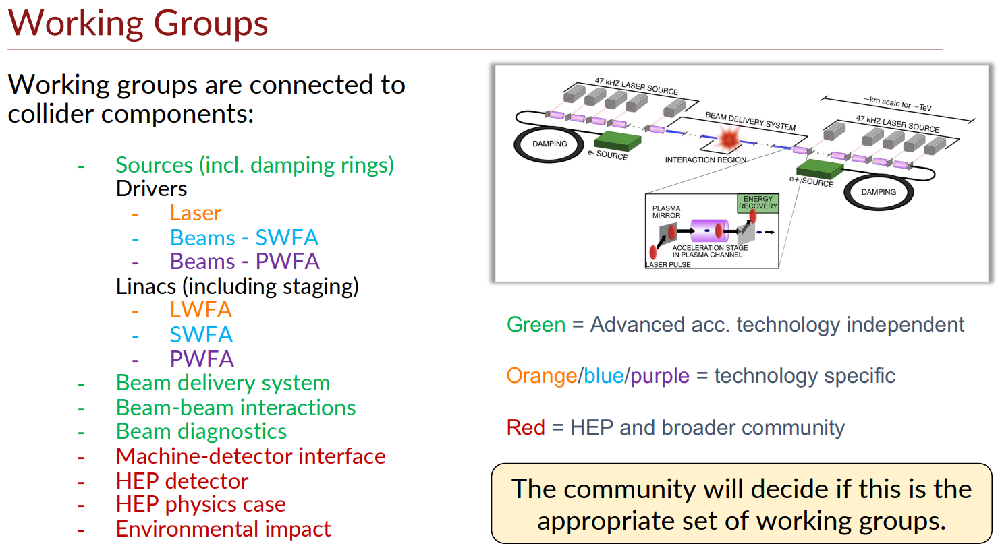 Working Groups
Working groups are connected to
collider components:
- Sources (incl. damping rings)
Drivers
- Laser
- Beams - SWFA
- Beams - PWFA
Linacs (including staging)
- LWFA
- SWFA
- PWFA
- Beam delivery system
- Beam-beam interactions
- Beam diagnostics
- Machine-detector interface
- HEP detector
- HEP physics case
- Environmental impact
47 kHZ LASER SOURCE
BEAM DELIVERY SYSTEM
~km scale for ~TeV
47 kHZ LASER SOURCE
DAMPING
e- SOURCE
INTERACTION REGION
e+ SOURCE
DAMPING
ENERGY
RECOVERY
PLASMA
MIRROR
ACCELERATION STAGE
IN PLASMA CHANNEL
LASER PULSE
Green = Advanced acc. technology independent
Orange/blue/purple = technology specific
Red = HEP and broader community
The community will decide if this is the
appropriate set of working groups.